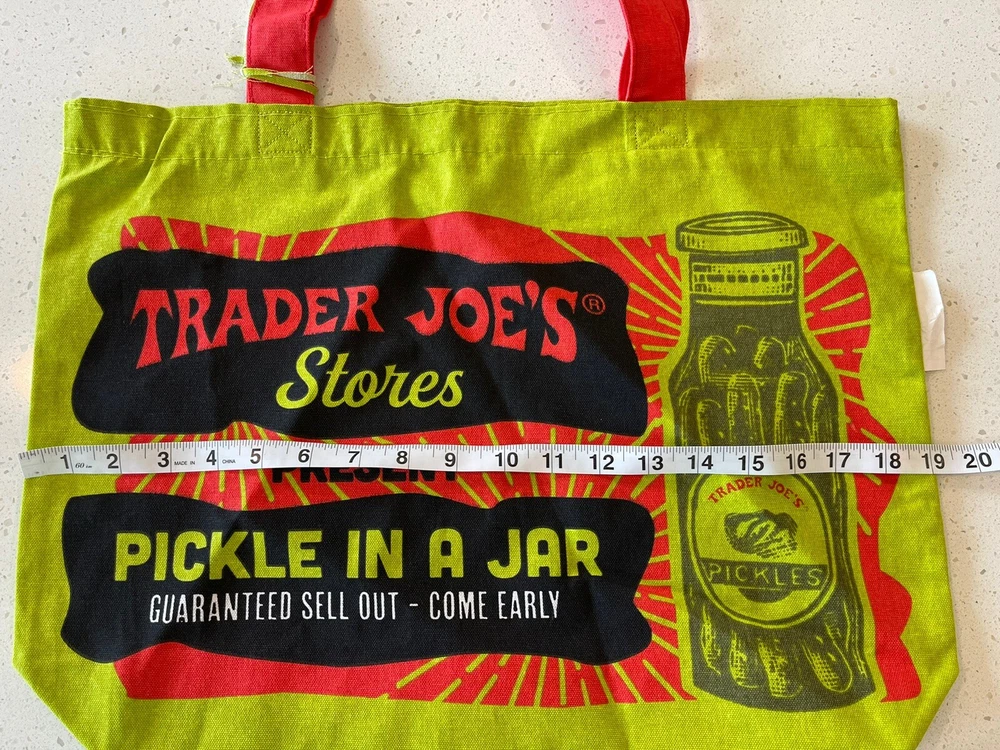 TRADER JOE'S®
Stores
1 60 in 2 3 MADE IN 4 CHINA 5 6 7 8 9 10 11 12 13 14 15 16 17 18 19 20
PRESENT
PICKLE IN A JAR
GUARANTEED SELL OUT - COME EARLY
TRADER JOE'S
PICKLES